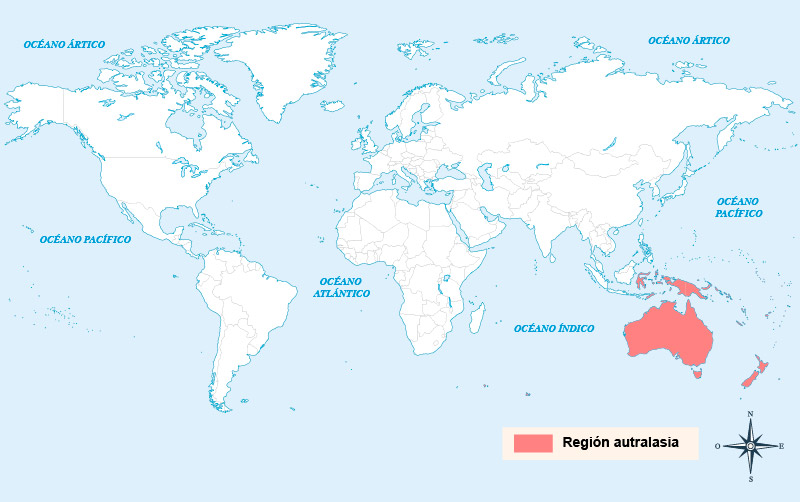 OCÉANO ÁRTICO
OCÉANO ÁRTICO
OCÉANO
PACÍFICO
OCÉANO PACÍFICO
OCÉANO
ATLÁNTICO
OCÉANO ÍNDICO
Región autralasia
N
O
E
S